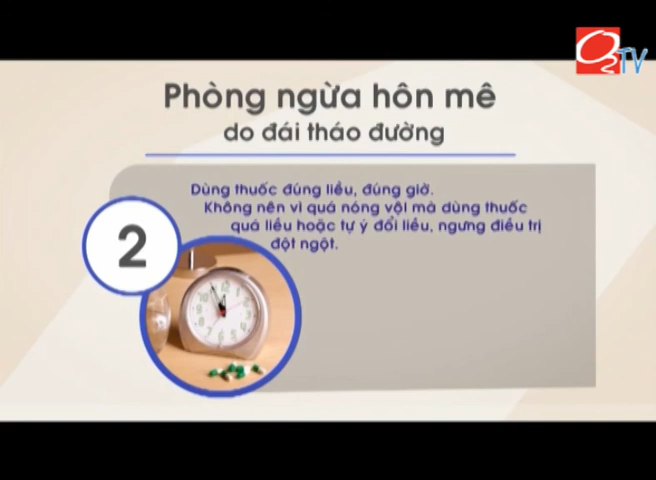 O2TV
Phòng ngừa hôn mê
do đái tháo đường
Dùng thuốc đúng liều, đúng giờ.
Không nên vì quá nóng vội mà dùng thuốc
quá liều hoặc tự ý đổi liều, ngưng điều trị
đột ngột.
2